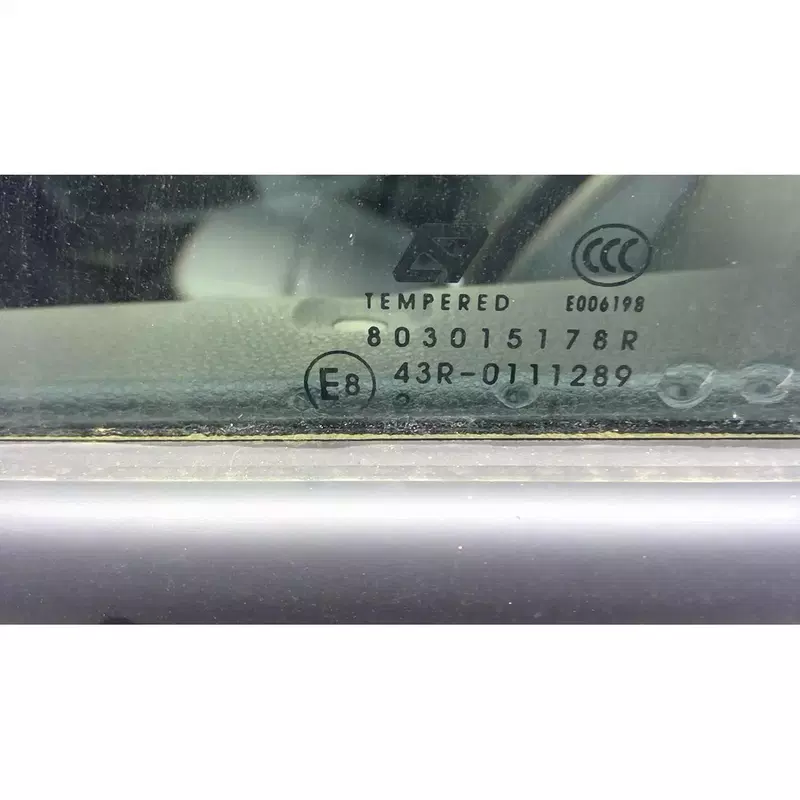 CCC
TEMPERED E006198
803015178R
E8 43R-0111289